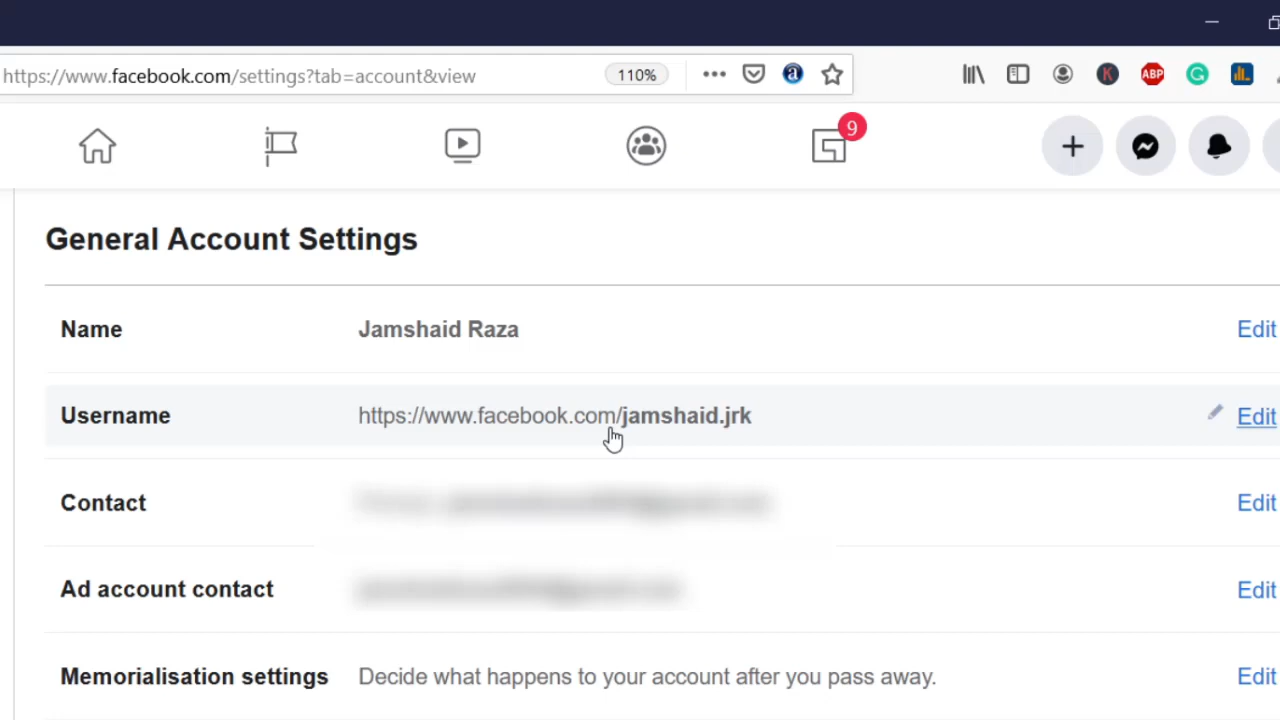 https://www.facebook.com/settings?tab=account&view 110%
ABP
9
General Account Settings
Name Jamshaid Raza Edit
Username https://www.facebook.com/jamshaid.jrk Edit
Contact Edit
Ad account contact Edit
Memorialisation settings Decide what happens to your account after you pass away. Edit